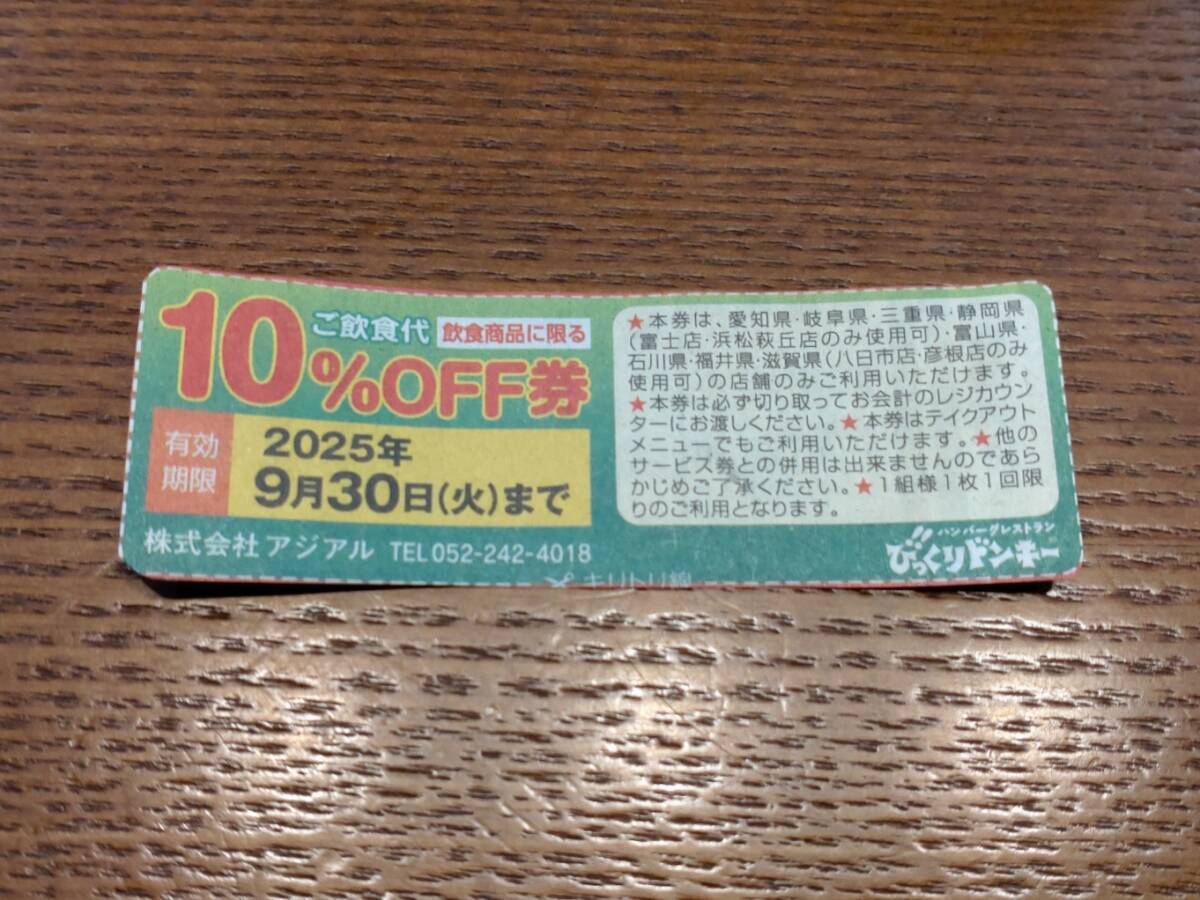 10%OFF券
ご飲食代
飲食商品に限る
有効
期限
2025年
9月30日(火)まで
株式会社 アジアル TEL 052-242-4018
★本券は、愛知県・岐阜県・三重県・静岡県
(富士店・浜松萩丘店のみ使用可)・富山県・
石川県・福井県・滋賀県(八日市店・彦根店のみ
使用可)の店舗のみご利用いただけます。
★本券は必ず切り取ってお会計のレジカウン
ターにお渡しください。★本券はテイクアウト
メニューでもご利用いただけます。★他の
サービス券との併用は出来ませんのであら
かじめご了承ください。★1組様1枚1回限
りのご利用となります。
ハンバーグレストラン
びっくりドンキー
キリトリ線